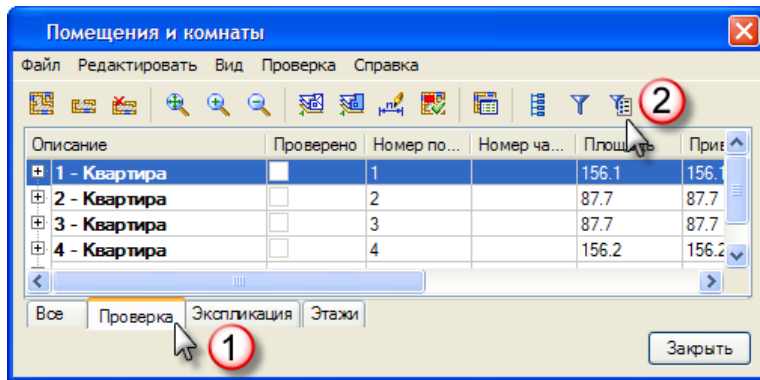 Помещения и комнаты
Файл Редактировать Вид Проверка Справка
2
Описание Проверено Номер по... Номер ча... Площадь
1 - Квартира 1 156.1 156.1
2 - Квартира 2 87.7 87.7
3 - Квартира 3 87.7 87.7
4 - Квартира 4 156.2 156.2
Все Проверка Экспликация Этажи
1
Закрыть